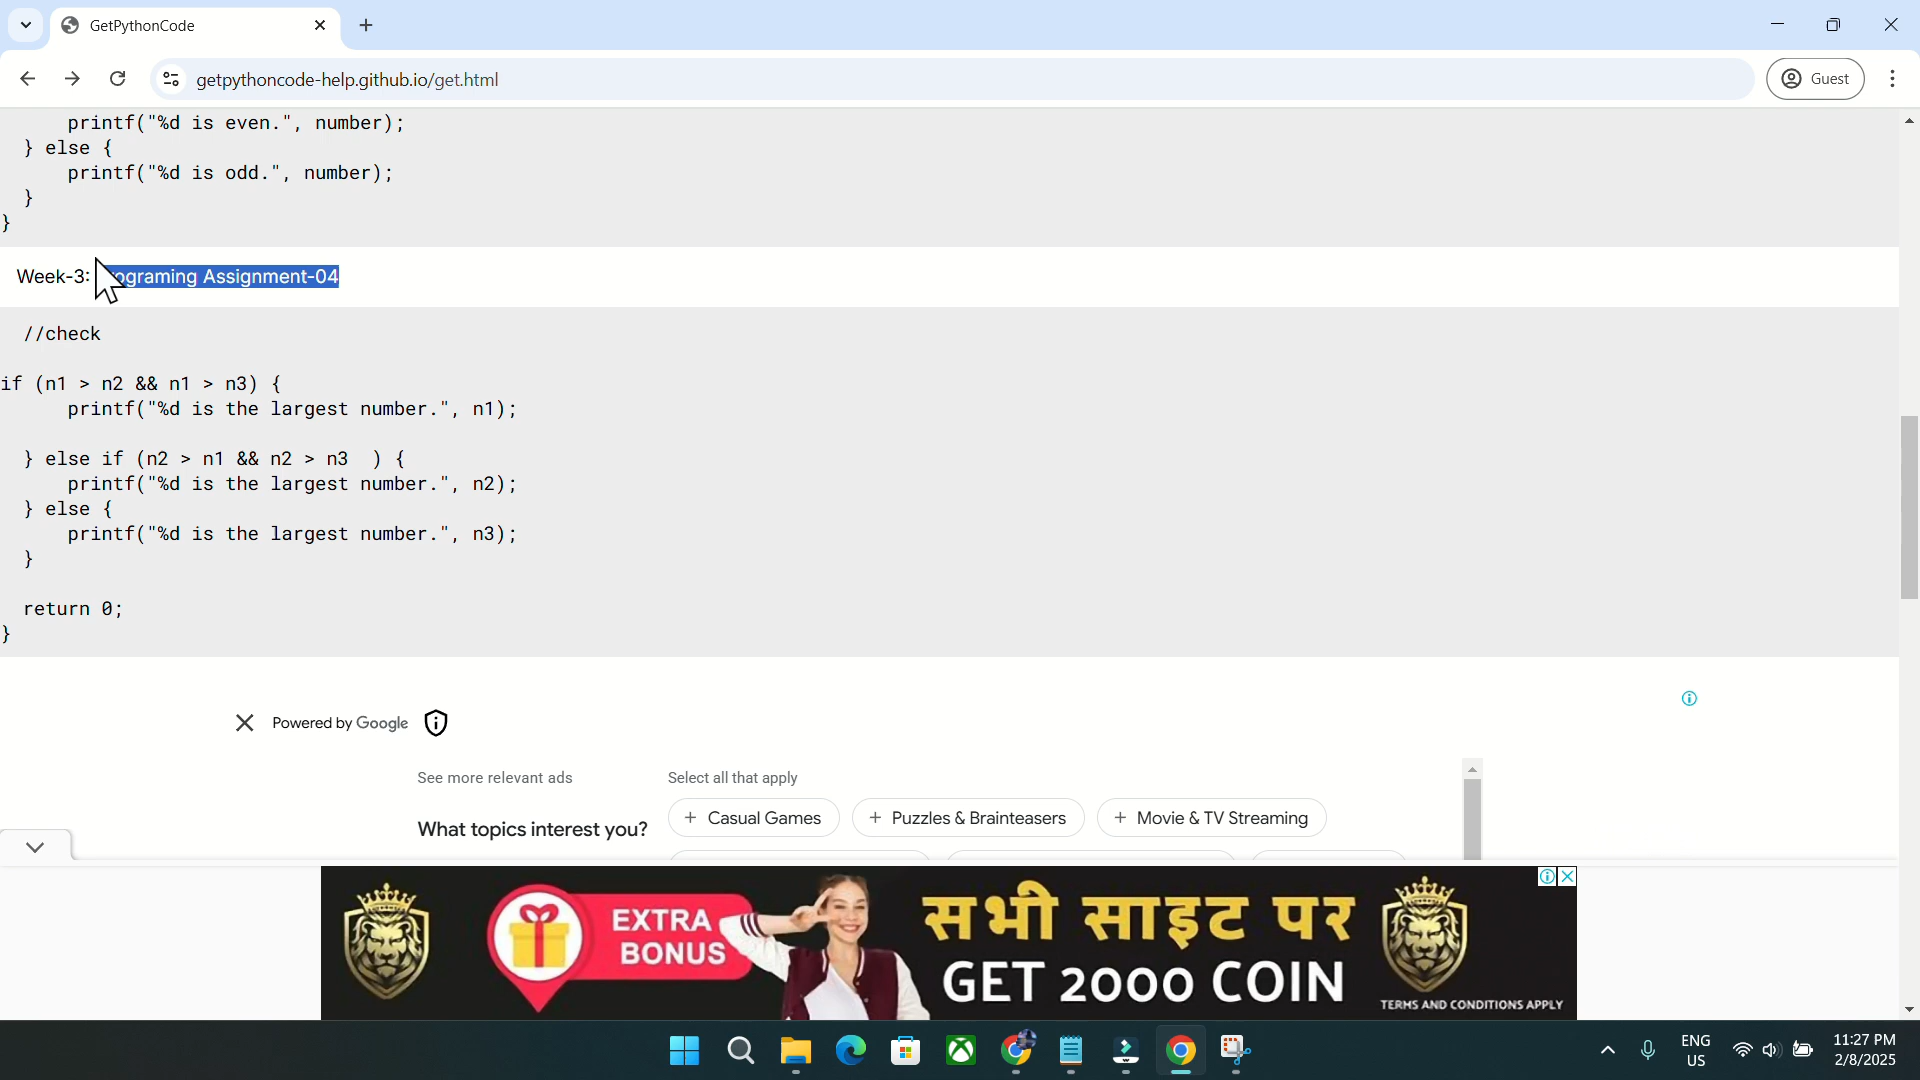 GetPythonCode
getpythoncode-help.github.io/get.html
Guest
printf("%d is even.", number);
} else {
printf("%d is odd.", number);
}
}
Week-3: Programing Assignment-04
//check
if (n1 > n2 && n1 > n3) {
printf("%d is the largest number.", n1);
} else if (n2 > n1 && n2 > n3  ) {
printf("%d is the largest number.", n2);
} else {
printf("%d is the largest number.", n3);
}
return 0;
}
Powered by Google
See more relevant ads
Select all that apply
What topics interest you?
+ Casual Games
+ Puzzles & Brainteasers
+ Movie & TV Streaming
EXTRA
BONUS
सभी साइट पर
GET 2000 COIN
TERMS AND CONDITIONS APPLY
ENG
US
11:27 PM
2/8/2025